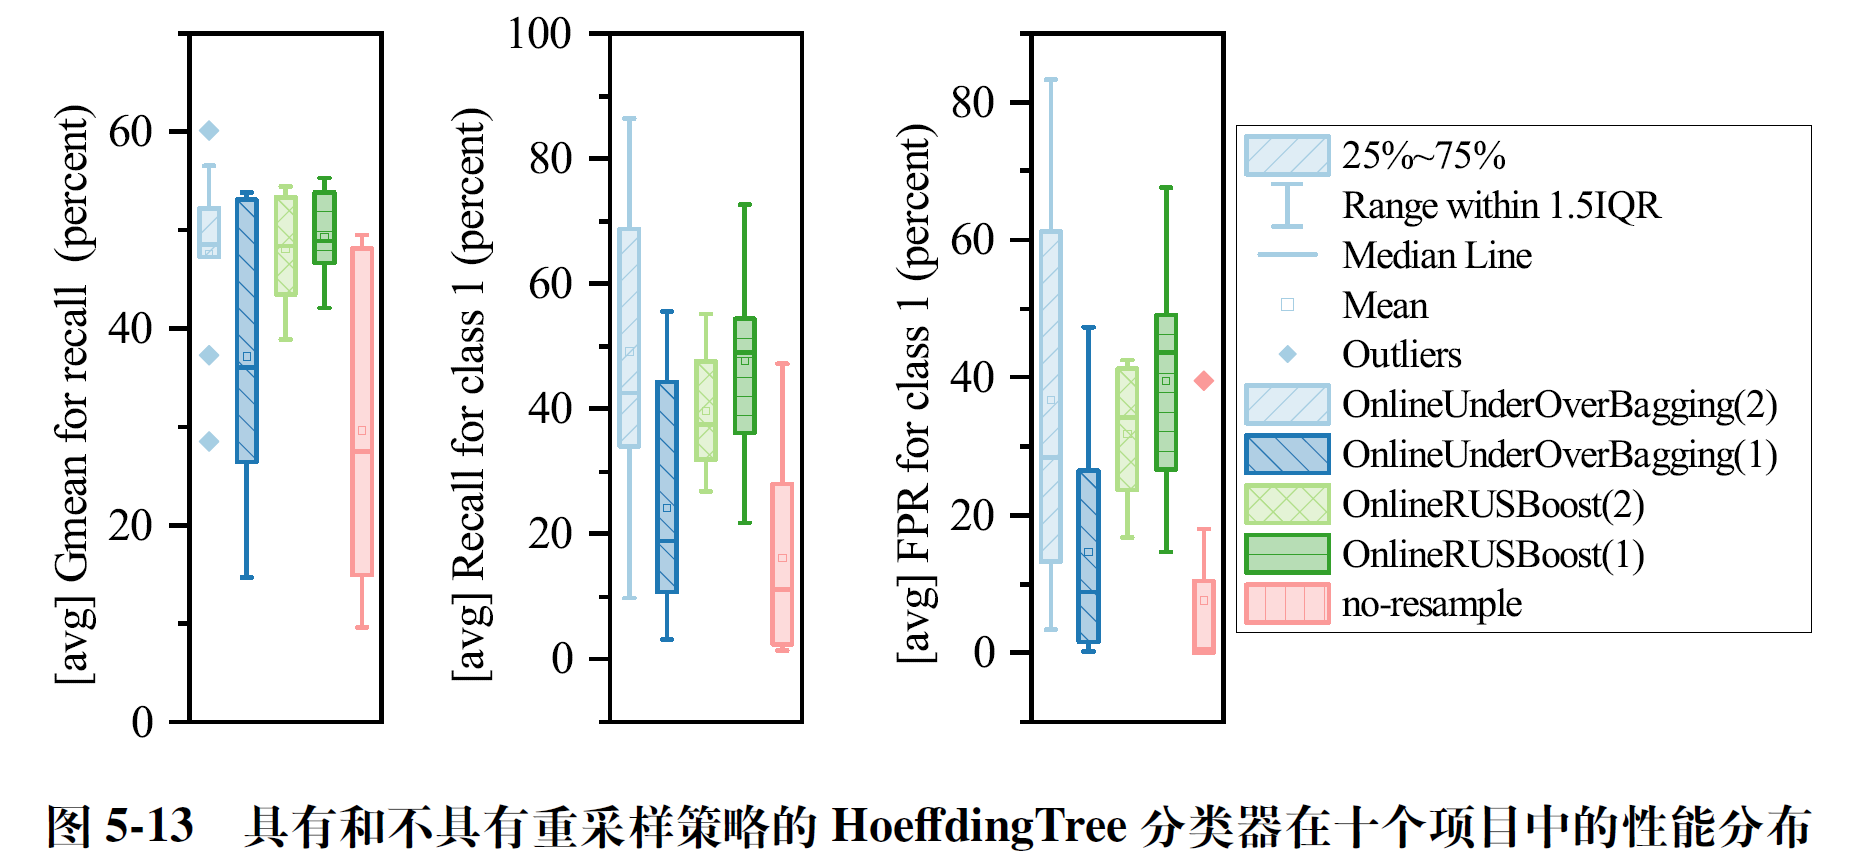 [avg] Gmean for recall (percent)
60
40
20
0
[avg] Recall for class 1 (percent)
100
80
60
40
20
0
[avg] FPR for class 1 (percent)
80
60
40
20
0
25%~75%
Range within 1.5IQR
Median Line
Mean
Outliers
OnlineUnderOverBagging(2)
OnlineUnderOverBagging(1)
OnlineRUSBoost(2)
OnlineRUSBoost(1)
no-resample
图 5-13 具有和不具有重采样策略的 HoeffdingTree 分类器在十个项目中的性能分布